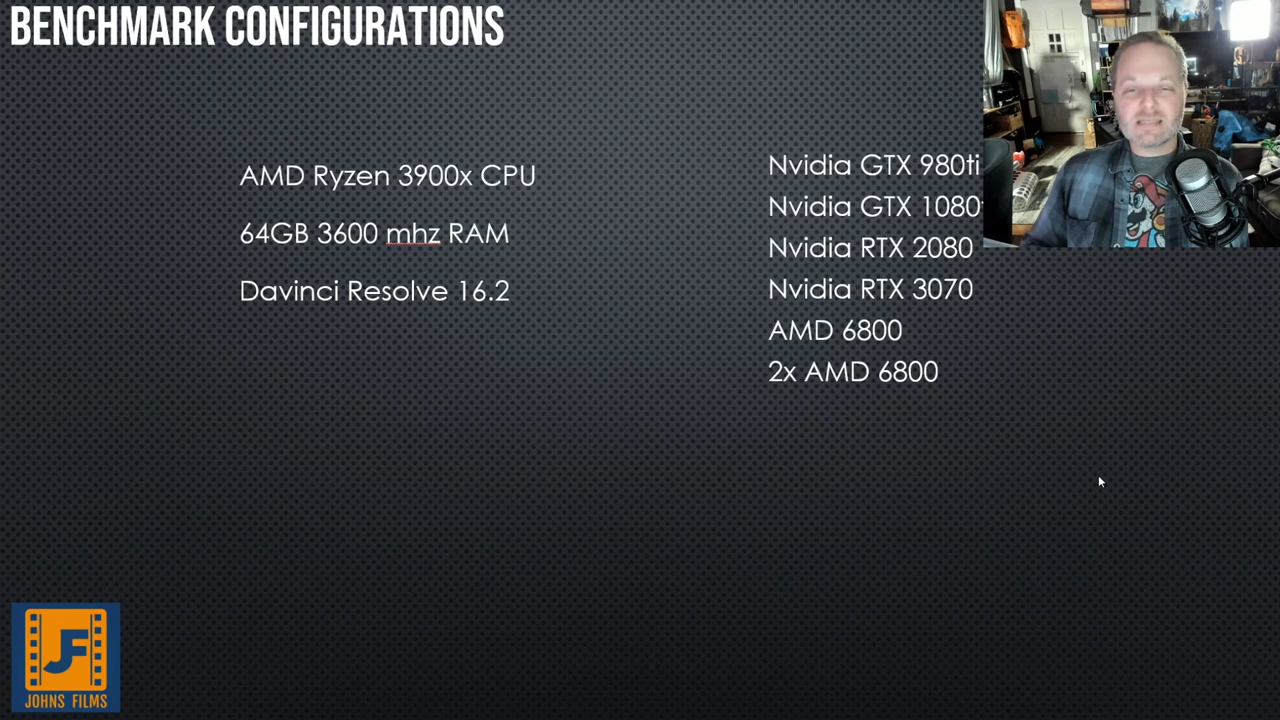 BENCHMARK CONFIGURATIONS
AMD Ryzen 3900x CPU
64GB 3600 mhz RAM
Davinci Resolve 16.2
Nvidia GTX 980ti
Nvidia GTX 1080
Nvidia RTX 2080
Nvidia RTX 3070
AMD 6800
2x AMD 6800
JF
JOHNS FILMS